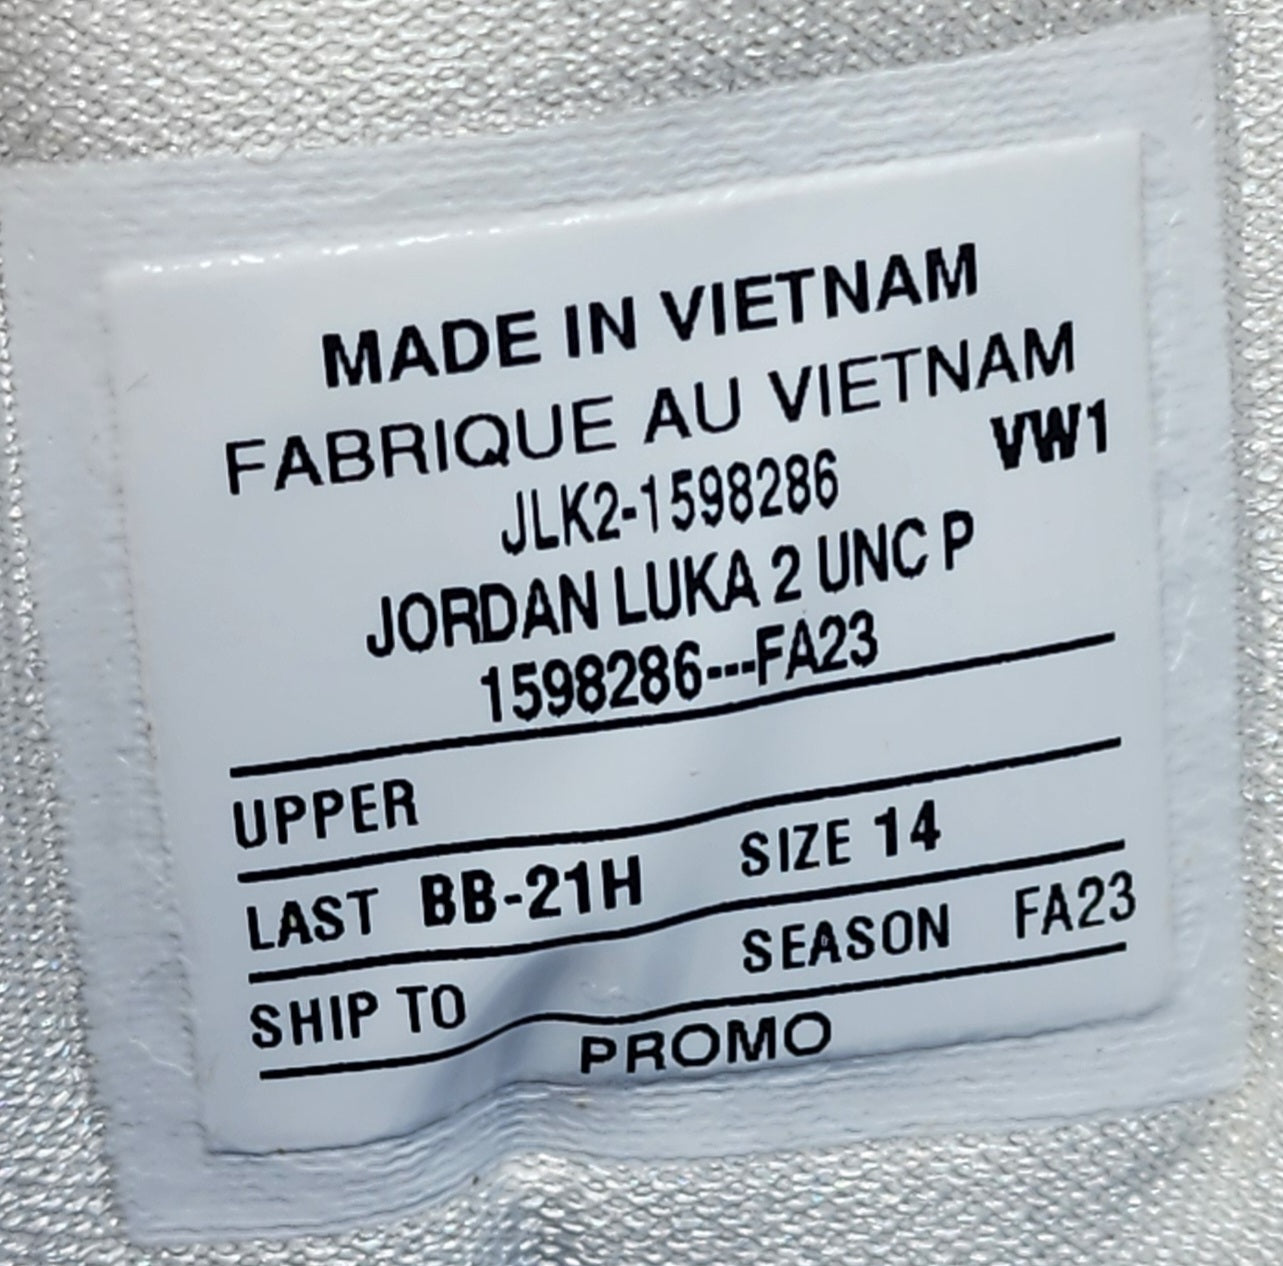 MADE IN VIETNAM
FABRIQUE AU VIETNAM
VW1
JLK2-1598286
JORDAN LUKA 2 UNC P
1598286---FA23
UPPER
LAST BB-21H SIZE 14
SHIP TO SEASON FA23
PROMO